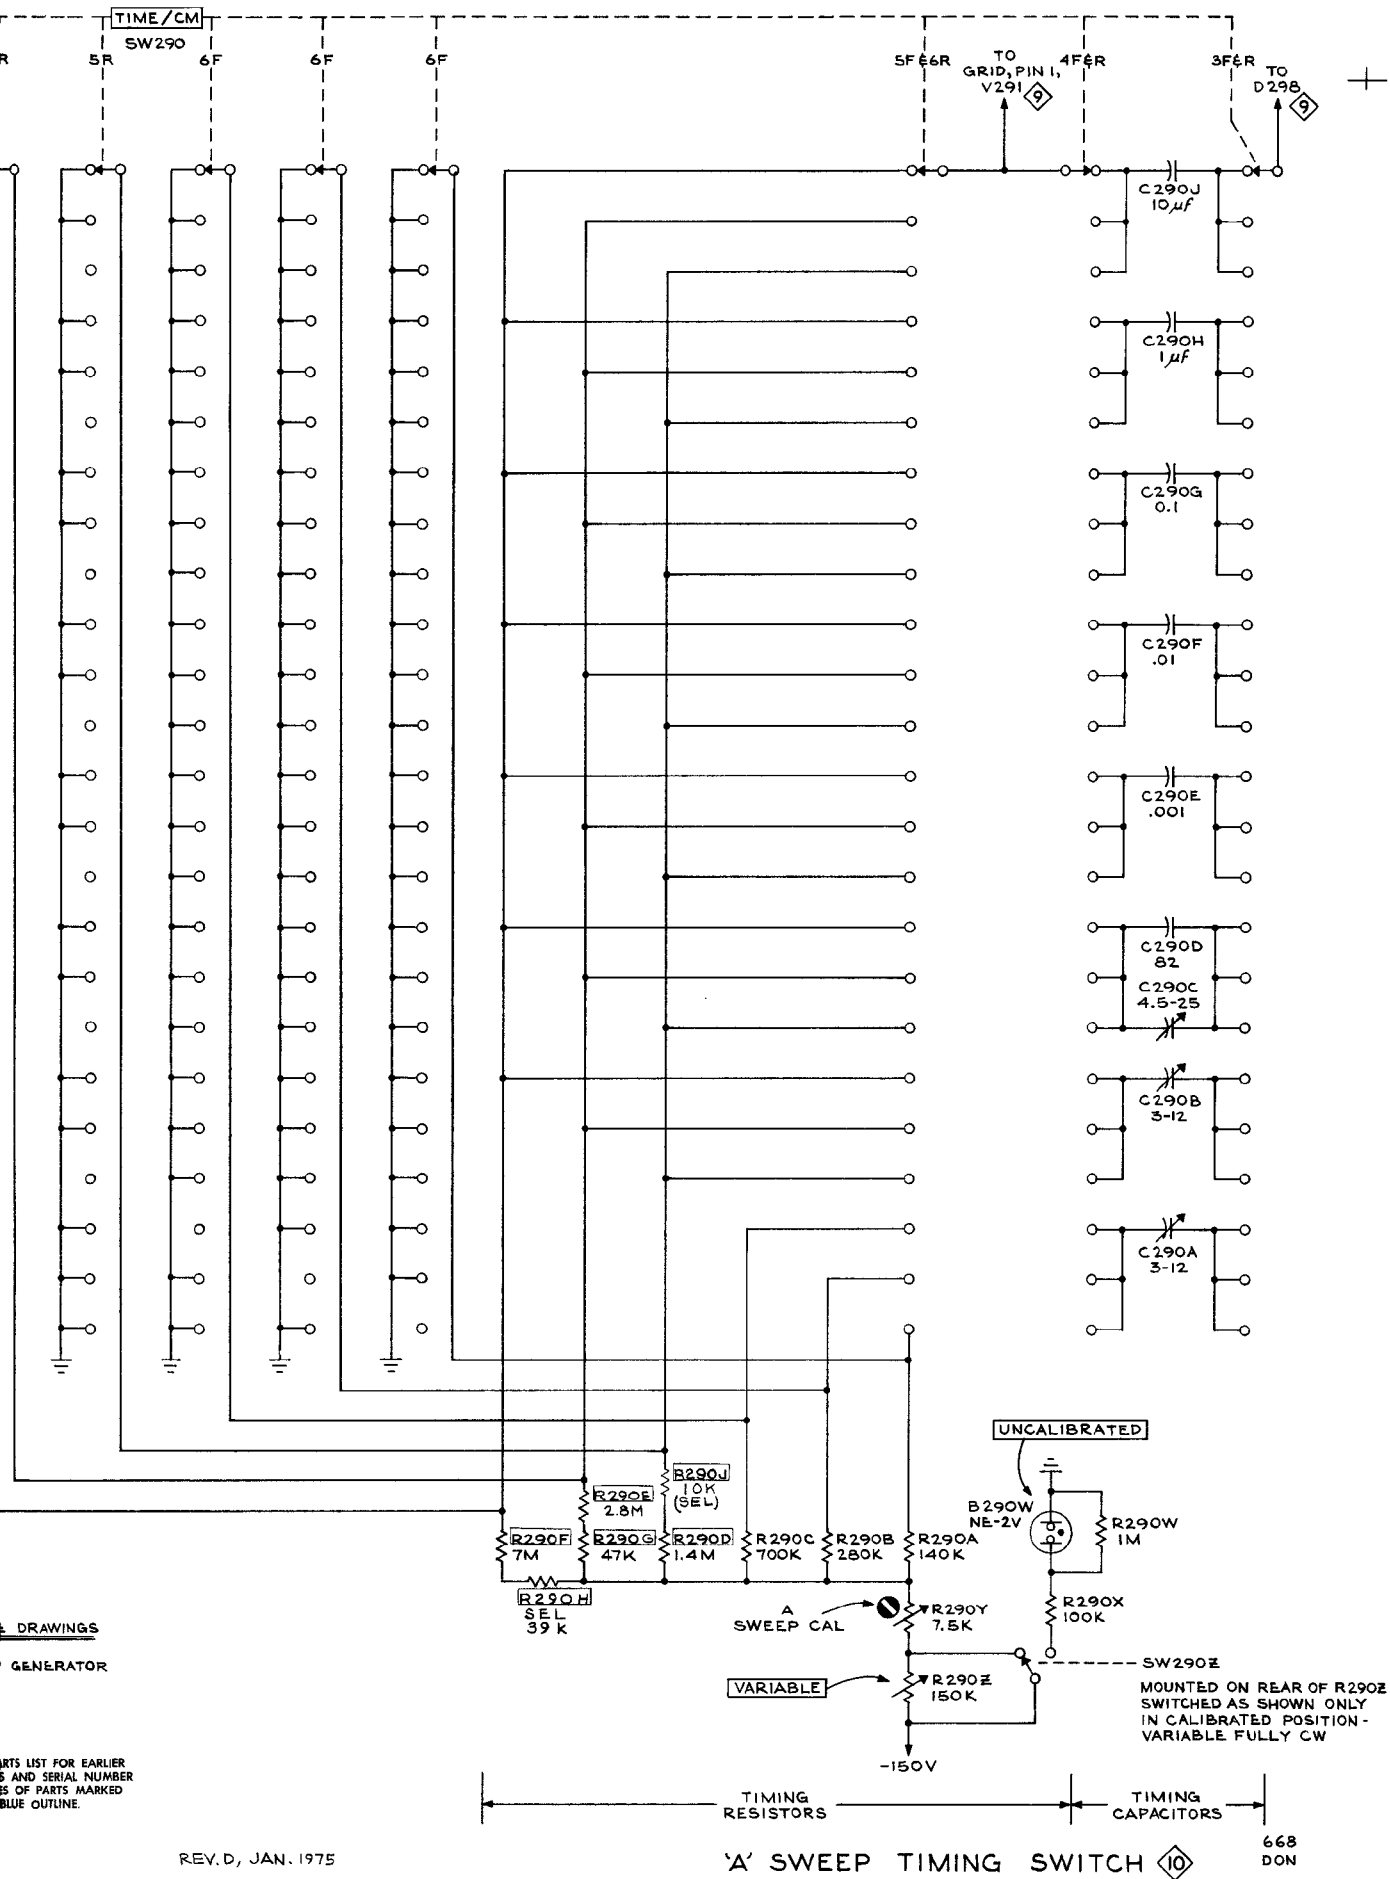 TIME/CM
SW290
R
5R
6F
6F
6F
5F&6R
TO
GRID, PIN 1,
V291
9
4F&R
3F&R
TO
D298
9
C290J
10µf
C290H
1µf
C290G
0.1
C290F
.01
C290E
.001
C290D
82
C290C
4.5-25
C290B
3-12
C290A
3-12
UNCALIBRATED
B290W
NE-2V
R290W
1M
R290X
100K
R290J
10K
(SEL)
R290E
2.8M
R290F
7M
R290G
47K
R290D
1.4M
R290C
700K
R290B
280K
R290A
140K
R290H
SEL
39K
A
SWEEP CAL
R290Y
7.5K
VARIABLE
R290Z
150K
SW290Z
MOUNTED ON REAR OF R290Z
SWITCHED AS SHOWN ONLY
IN CALIBRATED POSITION-
VARIABLE FULLY CW
-150V
DRAWINGS
GENERATOR
ARTS LIST FOR EARLIER
S AND SERIAL NUMBER
ES OF PARTS MARKED
BLUE OUTLINE.
TIMING
RESISTORS
TIMING
CAPACITORS
REV. D, JAN. 1975
'A' SWEEP TIMING SWITCH
10
668
DON